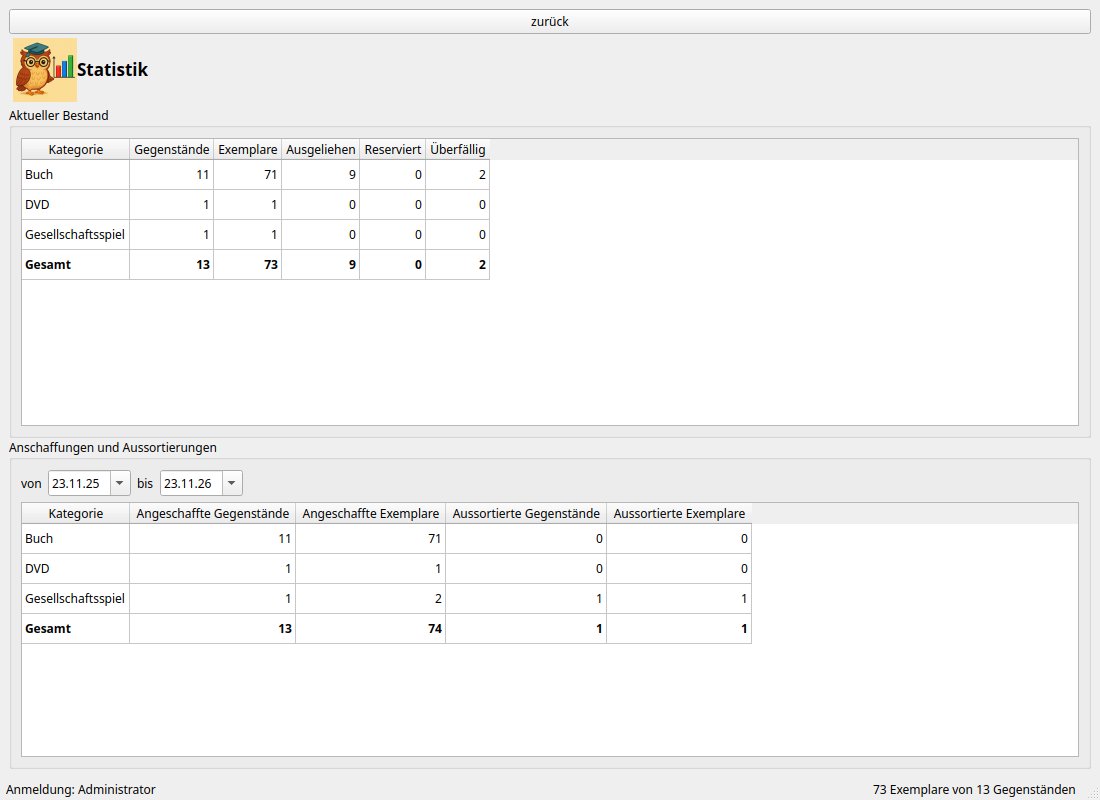 zurück
Statistik
Aktueller Bestand
Kategorie Gegenstände Exemplare Ausgeliehen Reserviert Überfällig
Buch 11 71 9 0 2
DVD 1 1 0 0 0
Gesellschaftsspiel 1 1 0 0 0
Gesamt 13 73 9 0 2
Anschaffungen und Aussortierungen
von 23.11.25 bis 23.11.26
Kategorie Angeschaffte Gegenstände Angeschaffte Exemplare Aussortierte Gegenstände Aussortierte Exemplare
Buch 11 71 0 0
DVD 1 1 0 0
Gesellschaftsspiel 1 2 1 1
Gesamt 13 74 1 1
Anmeldung: Administrator 73 Exemplare von 13 Gegenständen